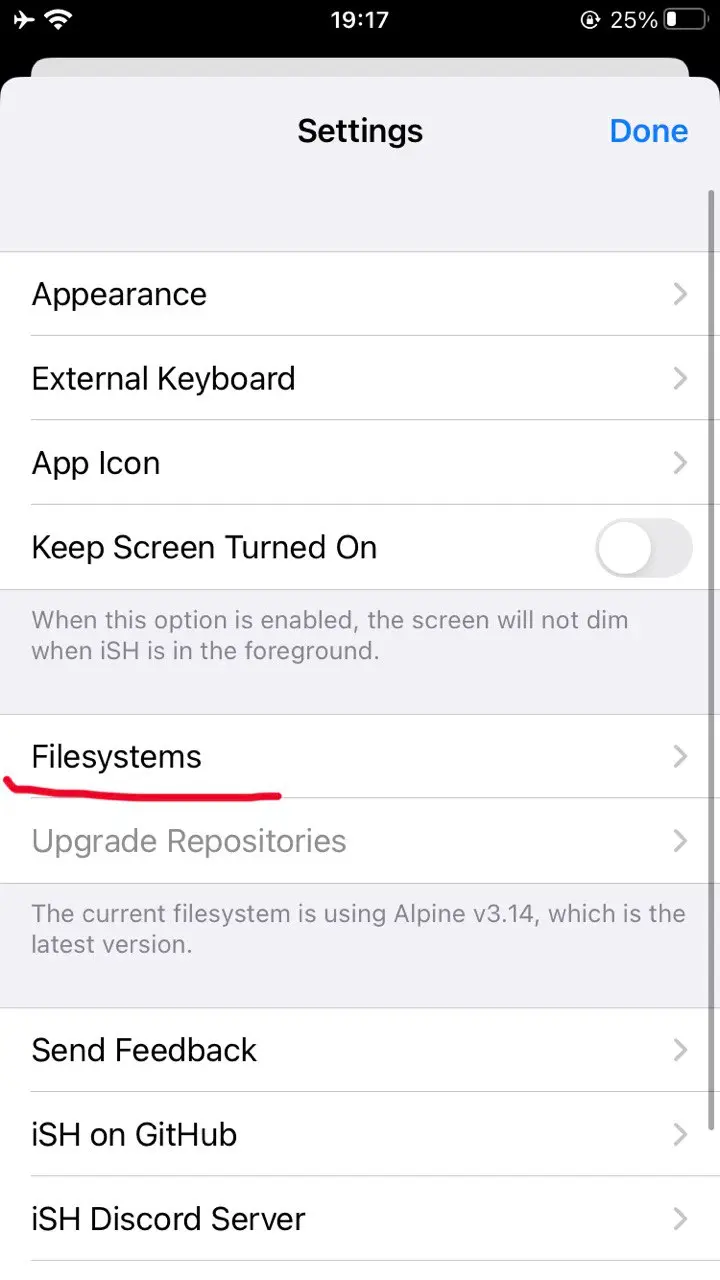 19:17
25%
Settings
Done
Appearance
External Keyboard
App Icon
Keep Screen Turned On
When this option is enabled, the screen will not dim
when iSH is in the foreground.
Filesystems
Upgrade Repositories
The current filesystem is using Alpine v3.14, which is the
latest version.
Send Feedback
iSH on GitHub
iSH Discord Server